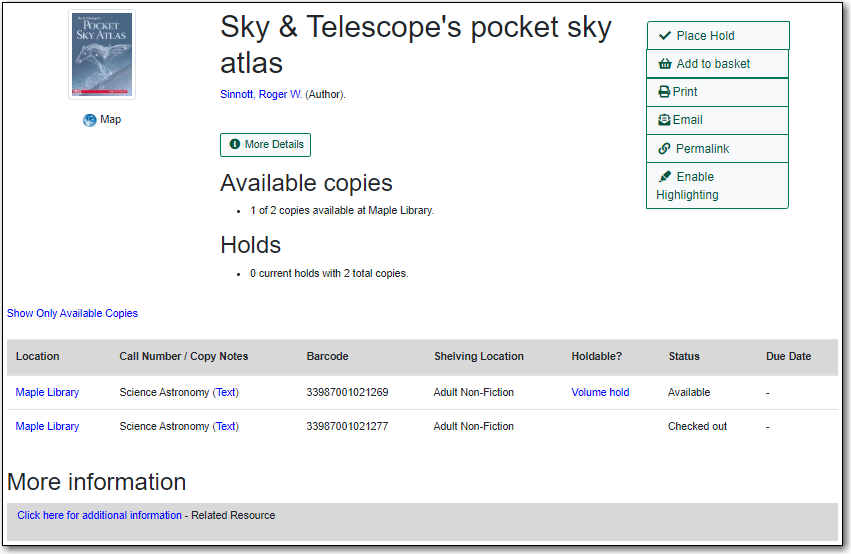 Sky & Telescope's
POCKET
SKY ATLAS
Map
Sky & Telescope's pocket sky
atlas
Sinnott, Roger W. (Author).
More Details
Available copies
1 of 2 copies available at Maple Library.
Holds
0 current holds with 2 total copies.
Place Hold
Add to basket
Print
Email
Permalink
Enable
Highlighting
Show Only Available Copies
Location Call Number / Copy Notes Barcode Shelving Location Holdable? Status Due Date
Maple Library Science Astronomy (Text) 33987001021269 Adult Non-Fiction Volume hold Available -
Maple Library Science Astronomy (Text) 33987001021277 Adult Non-Fiction Checked out -
More information
Click here for additional information - Related Resource